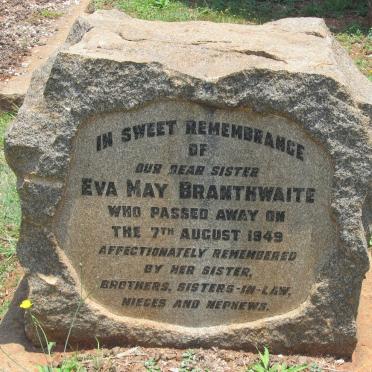 IN SWEET REMEMBRANCE
OF
OUR DEAR SISTER
EVA MAY BRANTHWAITE
WHO PASSED AWAY ON
THE 7TH AUGUST 1949
AFFECTIONATELY REMEMBERED
BY HER SISTER,
BROTHERS, SISTERS-IN-LAW,
NIECES AND NEPHEWS.